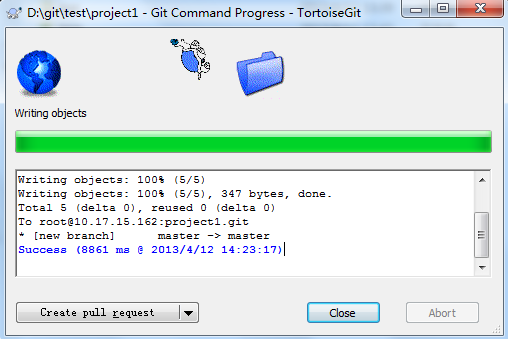 D:\git\test\project1 - Git Command Progress - TortoiseGit
Writing objects
Writing objects: 100% (5/5)
Writing objects: 100% (5/5), 347 bytes, done.
Total 5 (delta 0), reused 0 (delta 0)
To root@10.17.15.162:project1.git
* [new branch]      master -> master
Success (8861 ms @ 2013/4/12 14:23:17)
Create pull request
Close
Abort